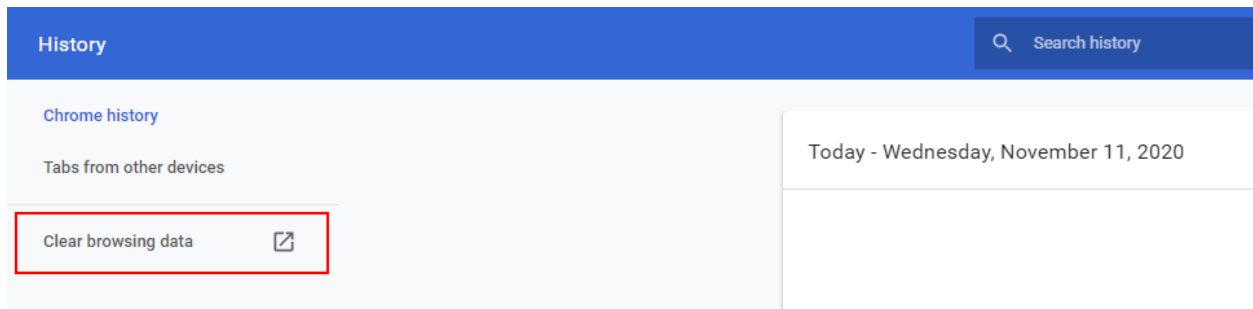 History
Search history
Chrome history
Tabs from other devices
Today - Wednesday, November 11, 2020
Clear browsing data